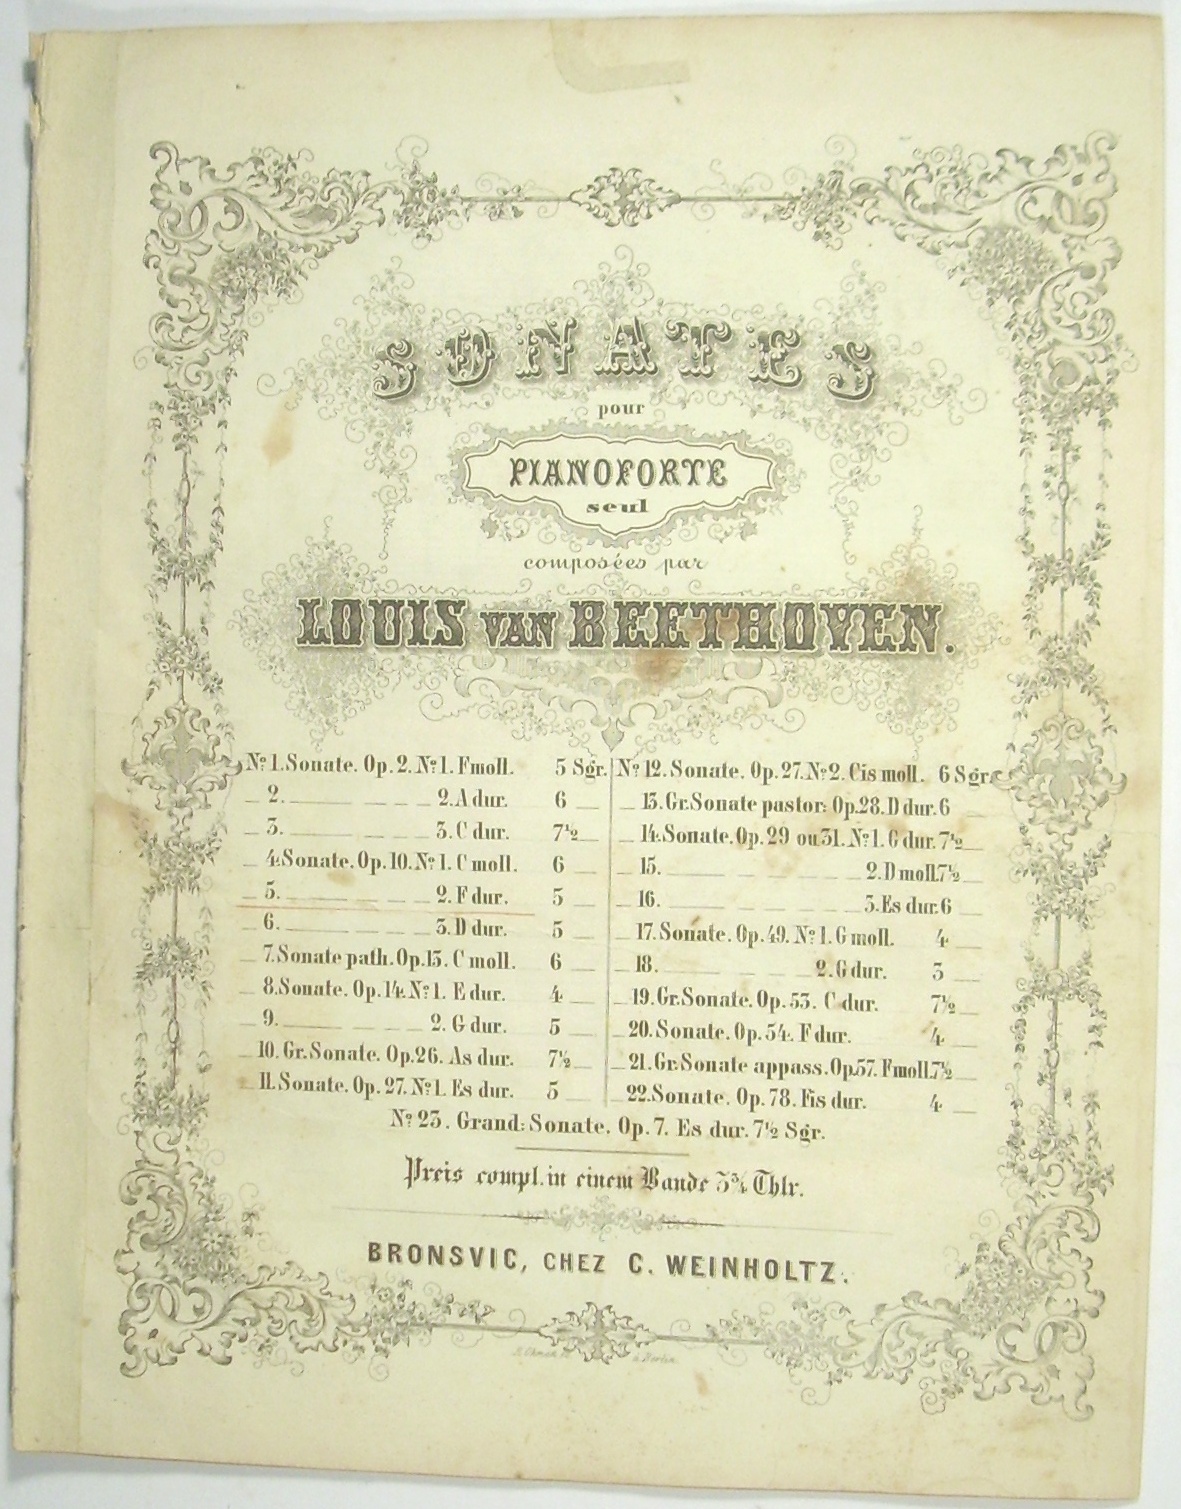 SONATES
pour
PIANOFORTE
seul
composées par
LOUIS VAN BEETHOVEN.
No 1. Sonate. Op. 2. No 1. F moll. 5 Sgr.
2. 2. A dur. 6
3. 3. C dur. 7½
4. Sonate. Op. 10. No 1. C moll. 6
5. 2. F dur. 5
6. 3. D dur. 5
7. Sonate path. Op. 13. C moll. 6
8. Sonate. Op. 14. No 1. E dur. 4
9. 2. G dur. 5
10. Gr. Sonate. Op. 26. As dur. 7½
11. Sonate. Op. 27. No 1. Es dur. 5
No 12. Sonate. Op. 27. No 2. Cis moll. 6 Sgr.
13. Gr. Sonate pastor: Op. 28. D dur. 6
14. Sonate. Op. 29 ou 31. No 1. G dur. 7½
15. 2. D moll. 7½
16. 3. Es dur. 6
17. Sonate. Op. 49. No 1. G moll. 4
18. 2. G dur. 3
19. Gr. Sonate. Op. 53. C dur. 7½
20. Sonate. Op. 54. F dur. 4
21. Gr. Sonate appass. Op. 57. F moll. 7½
22. Sonate. Op. 78. Fis dur. 4
No 23. Grand: Sonate. Op. 7. Es dur. 7½ Sgr.
Preis compl. in einem Bande 3¾ Thlr.
BRONSVIC, CHEZ C. WEINHOLTZ.